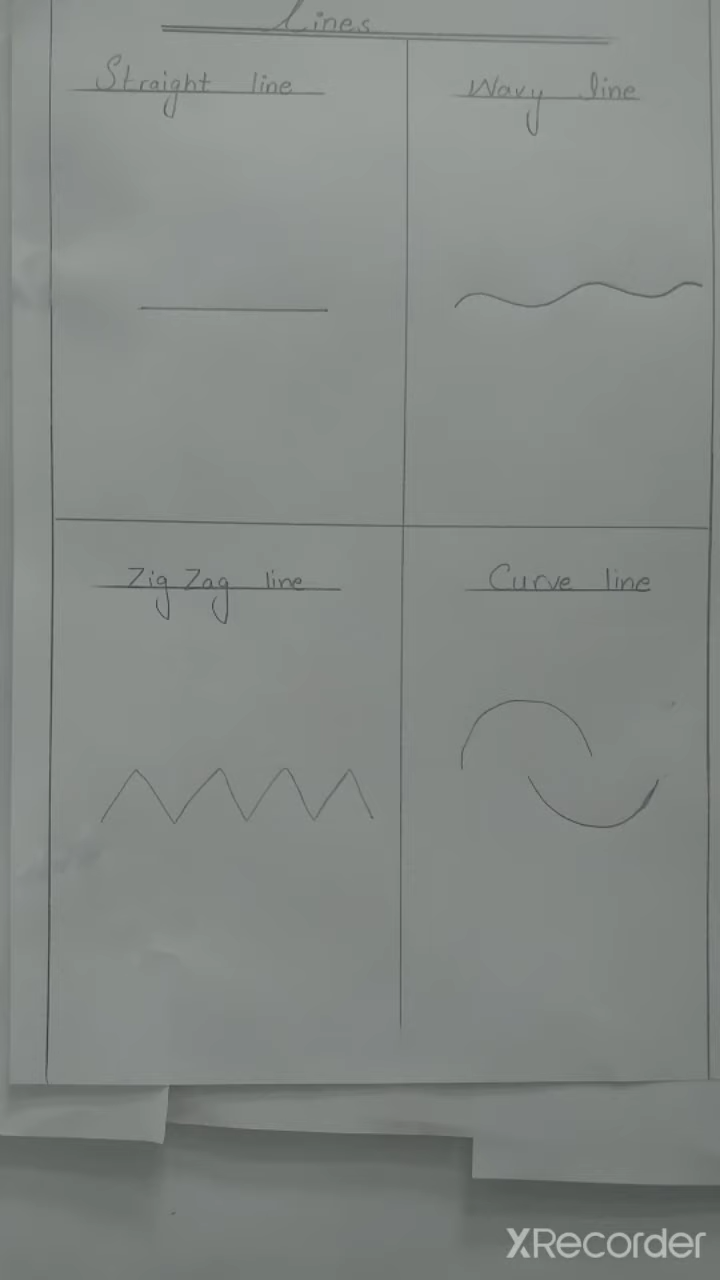 Lines
Straight line
Wavy line
Zig Zag line
Curve line
XRecorder